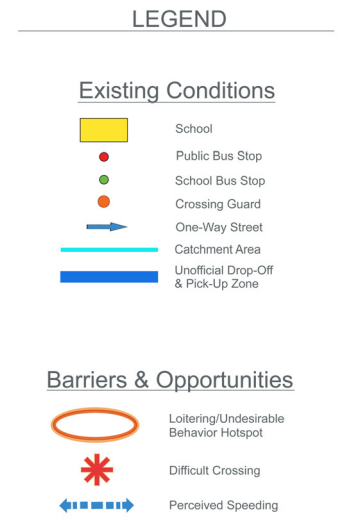 LEGEND
Existing Conditions
School
Public Bus Stop
School Bus Stop
Crossing Guard
One-Way Street
Catchment Area
Unofficial Drop-Off
& Pick-Up Zone
Barriers & Opportunities
Loitering/Undesirable
Behavior Hotspot
Difficult Crossing
Perceived Speeding